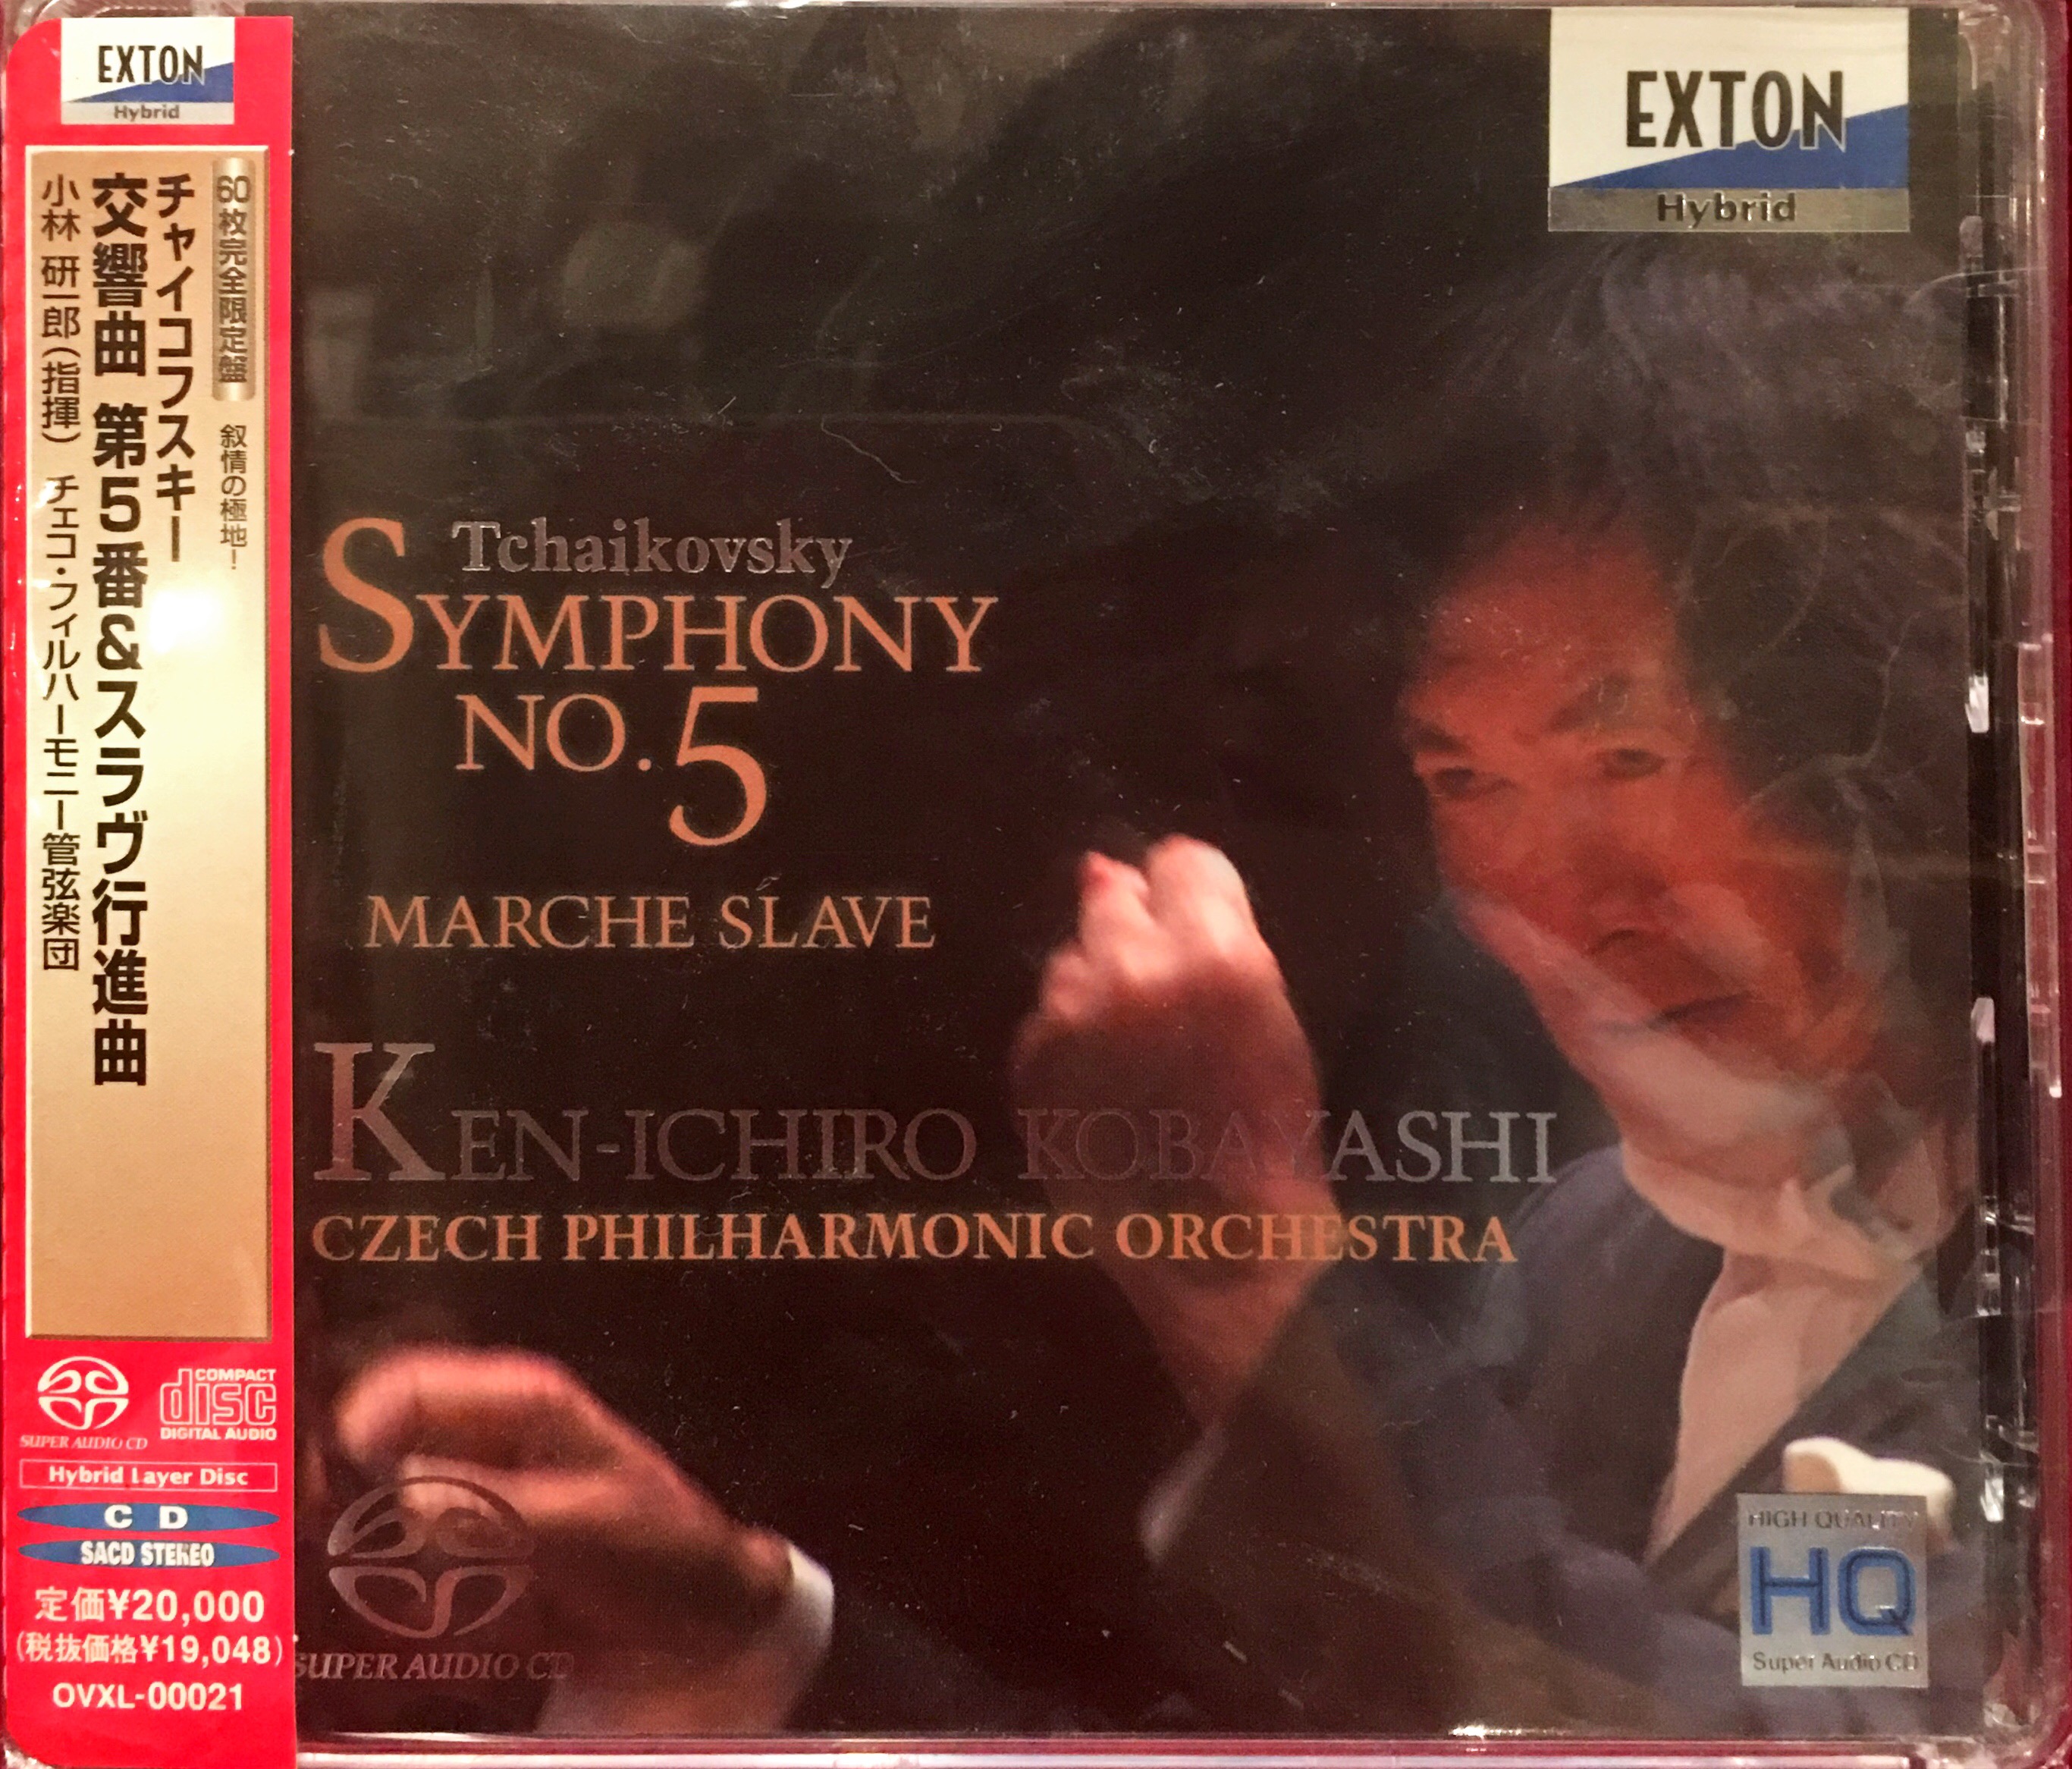 EXTON
Hybrid
60枚完全限定盤 叙情の極地!
チャイコフスキー
交響曲 第5番&スラヴ行進曲
小林 研一郎(指揮) チェコ・フィルハーモニー管弦楽団
SUPER AUDIO CD
COMPACT
disc
DIGITAL AUDIO
Hybrid Layer Disc
CD
SACD STEREO
定価¥20,000
(税抜価格¥19,048)
OVXL-00021
EXTON
Hybrid
Tchaikovsky
SYMPHONY
NO.5
MARCHE SLAVE
KEN-ICHIRO KOBAYASHI
CZECH PHILHARMONIC ORCHESTRA
SUPER AUDIO CD
HIGH QUALITY
HQ
Super Audio CD